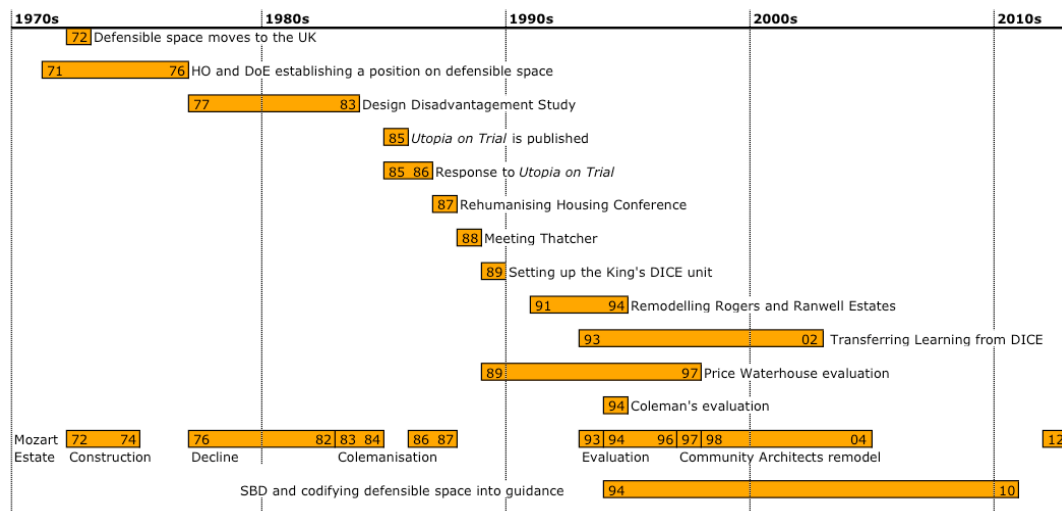 1970s 1980s 1990s 2000s 2010s
72 Defensible space moves to the UK
71 76 HO and DoE establishing a position on defensible space
77 83 Design Disadvantage Study
85 Utopia on Trial is published
85 86 Response to Utopia on Trial
87 Rehumanising Housing Conference
88 Meeting Thatcher
89 Setting up the King's DICE unit
91 94 Remodelling Rogers and Ranwell Estates
93 02 Transferring Learning from DICE
89 97 Price Waterhouse evaluation
94 Coleman's evaluation
Mozart 72 74 76 82 83 84 86 87 93 94 96 97 98 04 12
Estate Construction Decline Colemanisation Evaluation Community Architects remodel
SBD and codifying defensible space into guidance 94 10